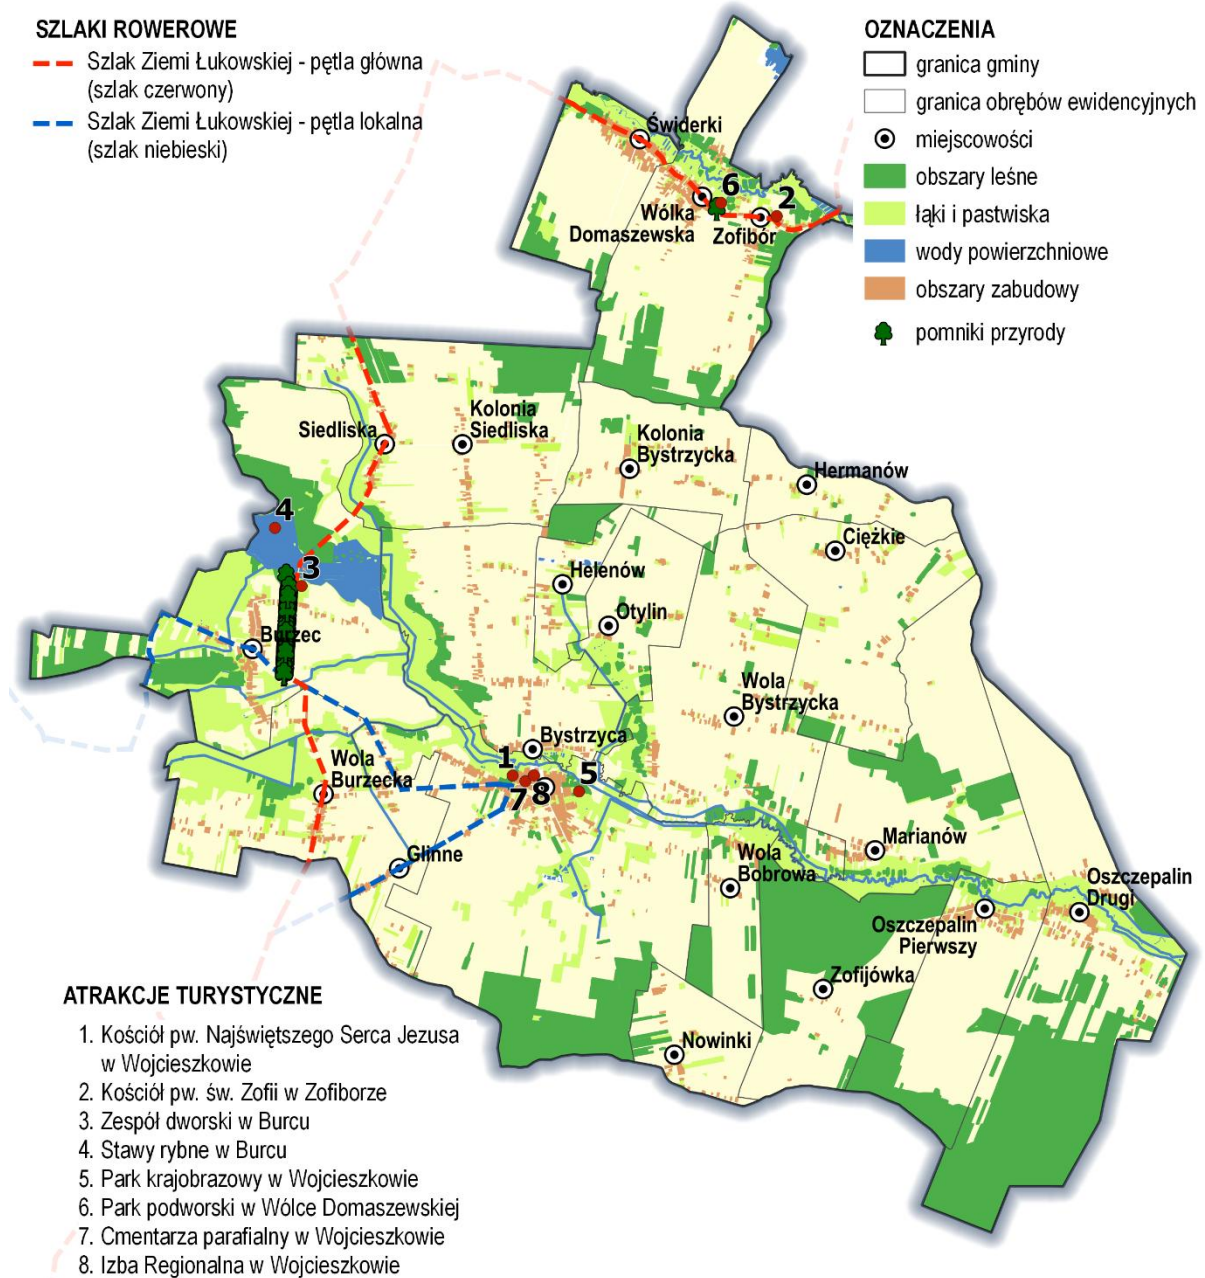 SZLAKI ROWEROWE
Szlak Ziemi Łukowskiej - pętla główna
(szlak czerwony)
Szlak Ziemi Łukowskiej - pętla lokalna
(szlak niebieski)
OZNACZENIA
granica gminy
granica obrębów ewidencyjnych
miejscowości
obszary leśne
łąki i pastwiska
wody powierzchniowe
obszary zabudowy
pomniki przyrody
Świderki
6
2
Wólka
Domaszewska
Zofibór
Siedliska
Kolonia
Siedliska
Kolonia
Bystrzycka
Hermanów
4
Ciężkie
3
Helenów
Otylin
Burzec
Wola
Bystrzycka
Bystrzyca
1
5
7
8
Wola
Burzecka
Glinne
Marianów
Wola
Bobrowa
Oszczepalin
Drugi
Oszczepalin
Pierwszy
Zofijówka
Nowinki
ATRAKCJE TURYSTYCZNE
1. Kościół pw. Najświętszego Serca Jezusa
w Wojcieszkowie
2. Kościół pw. św. Zofii w Zofiborze
3. Zespół dworski w Burcu
4. Stawy rybne w Burcu
5. Park krajobrazowy w Wojcieszkowie
6. Park podworski w Wólce Domaszewskiej
7. Cmentarza parafialny w Wojcieszkowie
8. Izba Regionalna w Wojcieszkowie